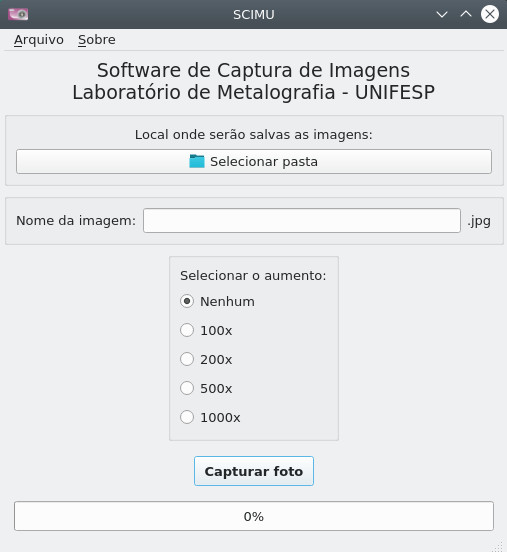 SCIMU
Arquivo Sobre
Software de Captura de Imagens
Laboratório de Metalografia - UNIFESP
Local onde serão salvas as imagens:
Selecionar pasta
Nome da imagem: .jpg
Selecionar o aumento:
Nenhum
100x
200x
500x
1000x
Capturar foto
0%